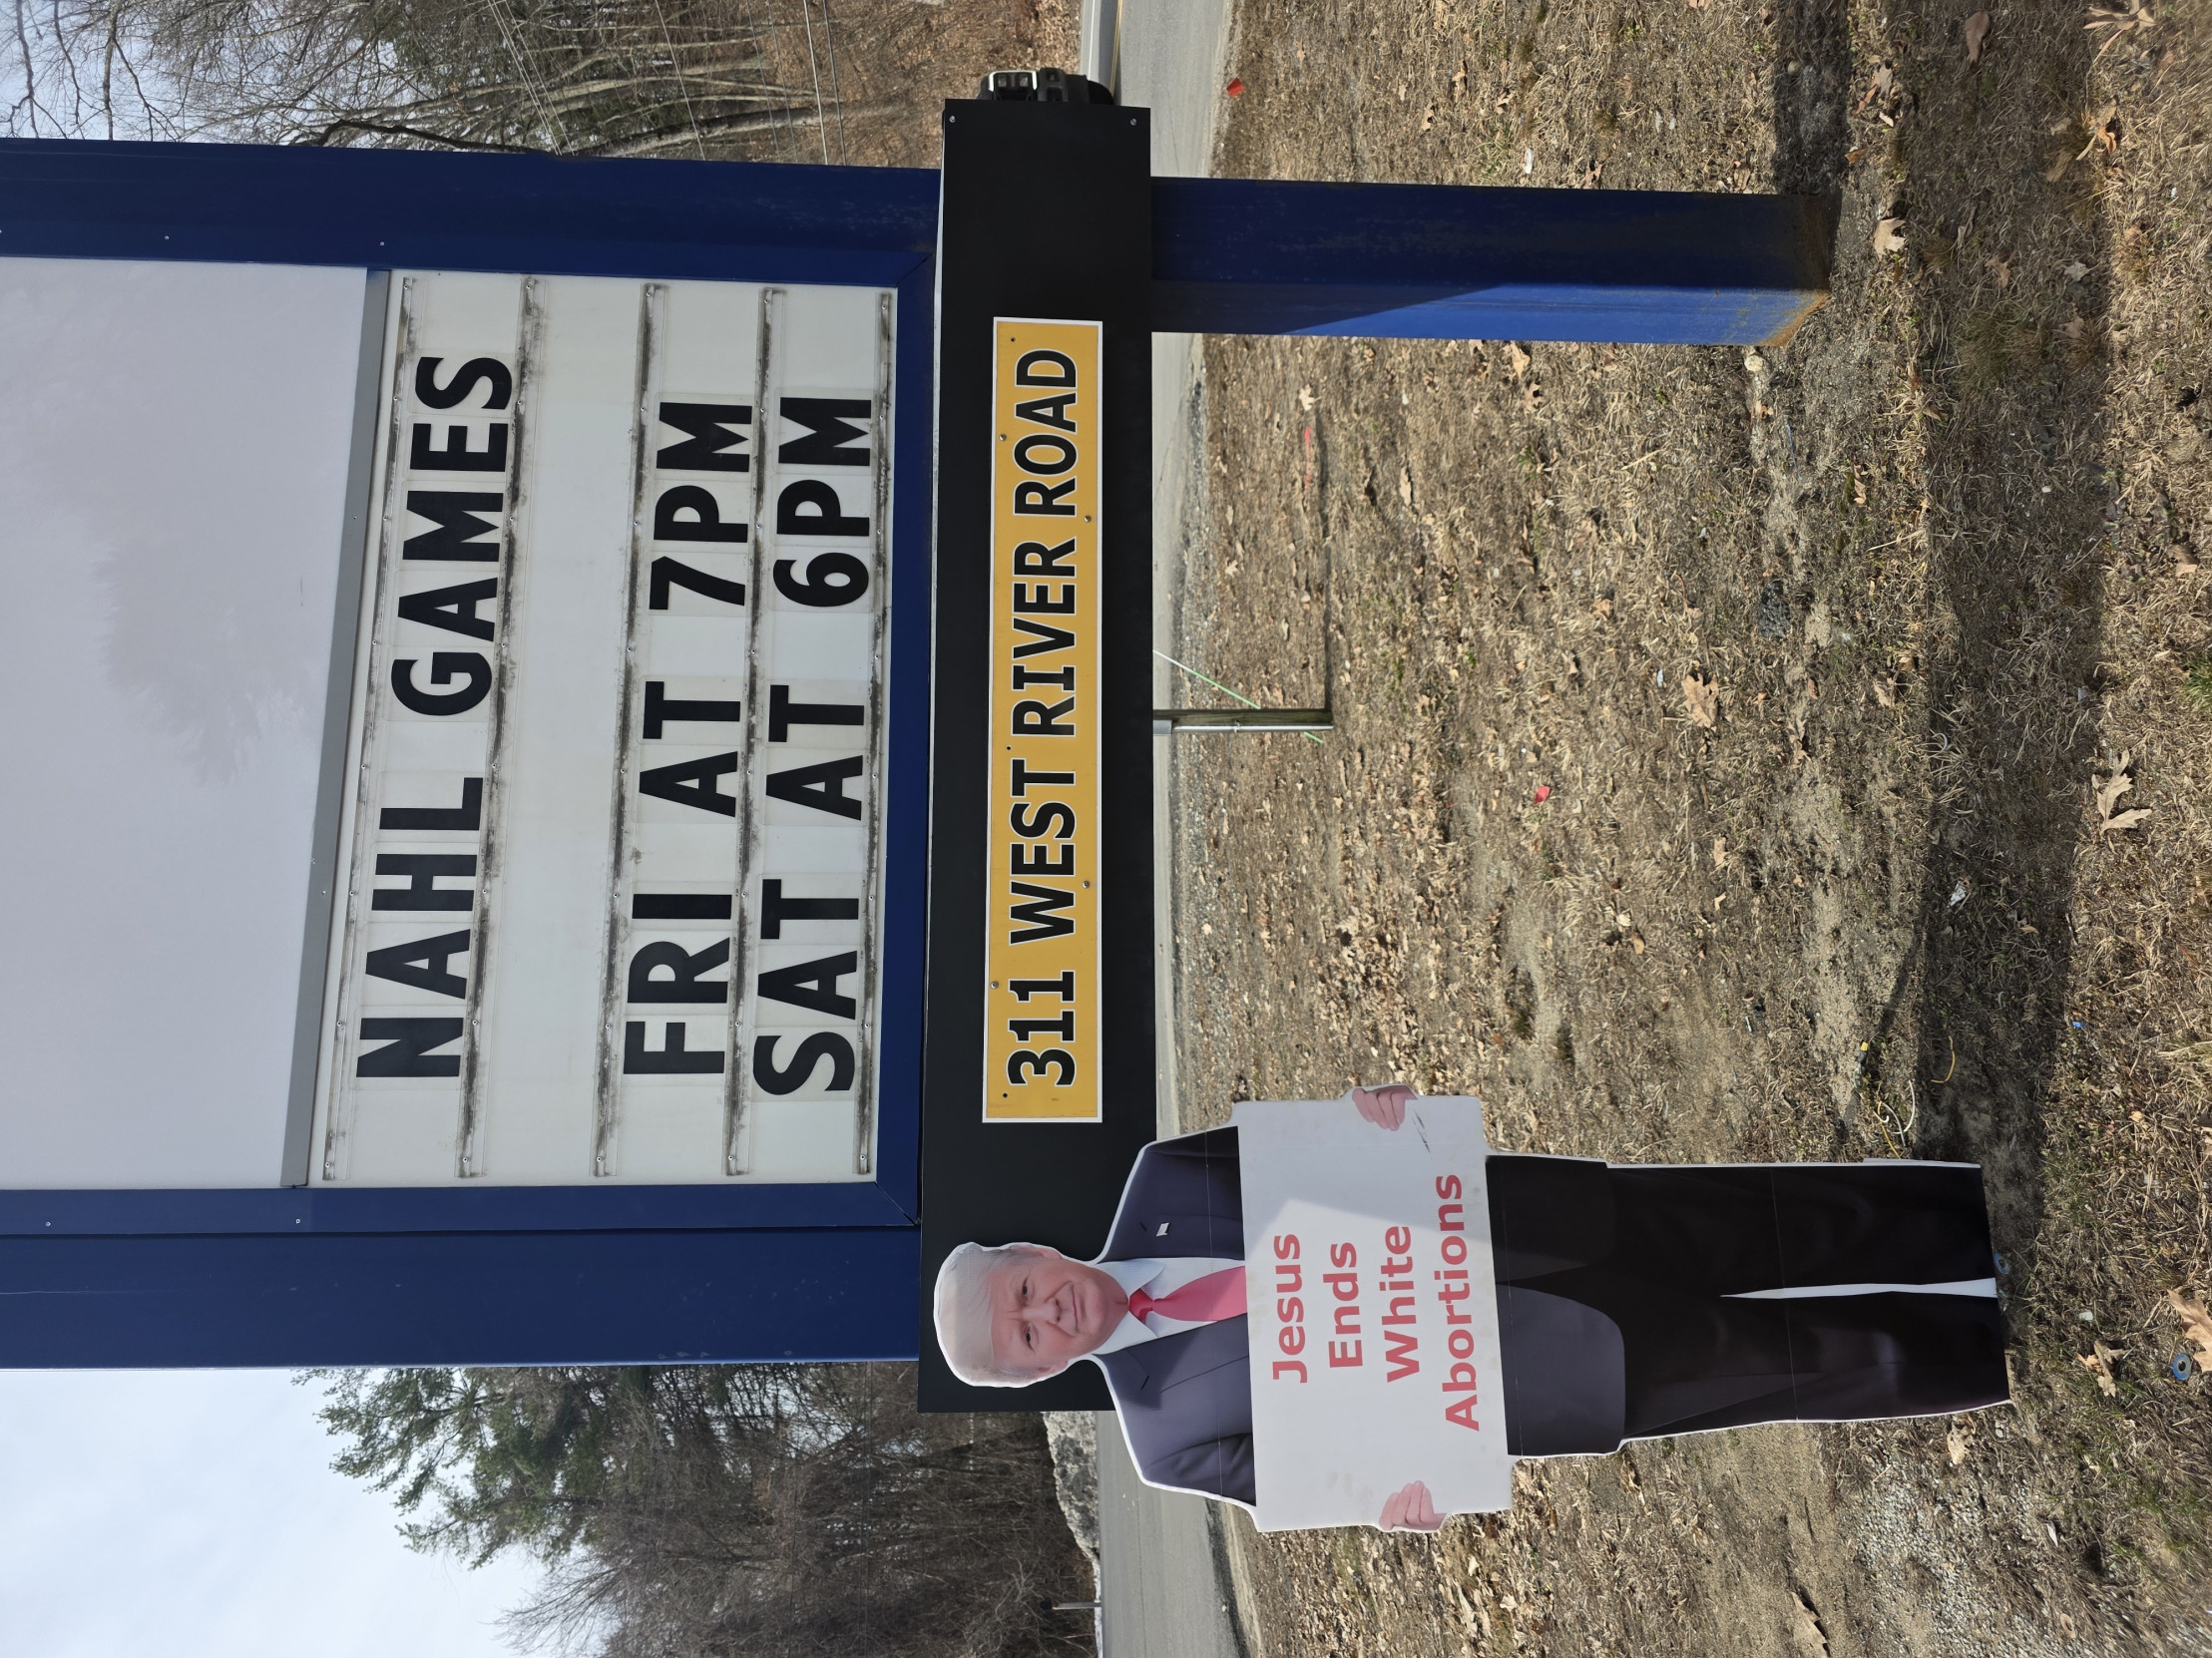 NAHL GAMES
FRI AT 7PM
SAT AT 6PM
311 WEST RIVER ROAD
Jesus
Ends
White
Abortions